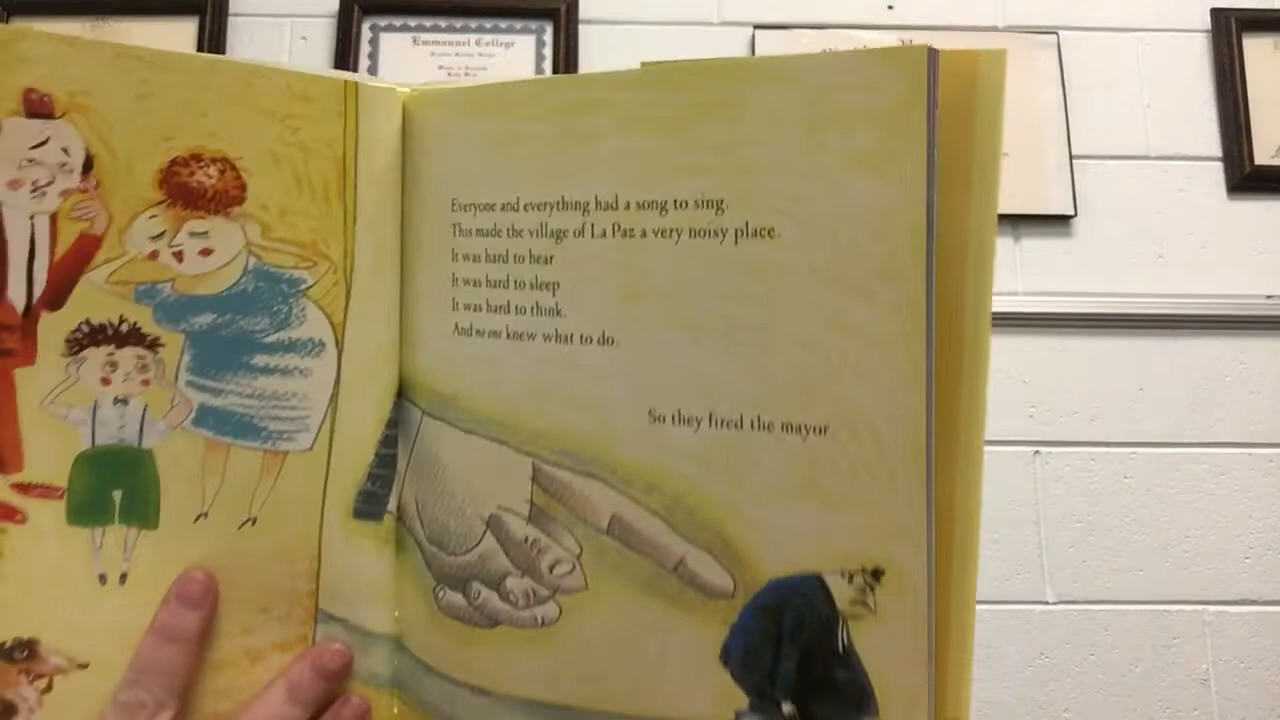 Emmanuel College
Everyone and everything had a song to sing.
This made the village of La Paz a very noisy place.
It was hard to hear
It was hard to sleep
It was hard to think.
And no one knew what to do.
So they fired the mayor.